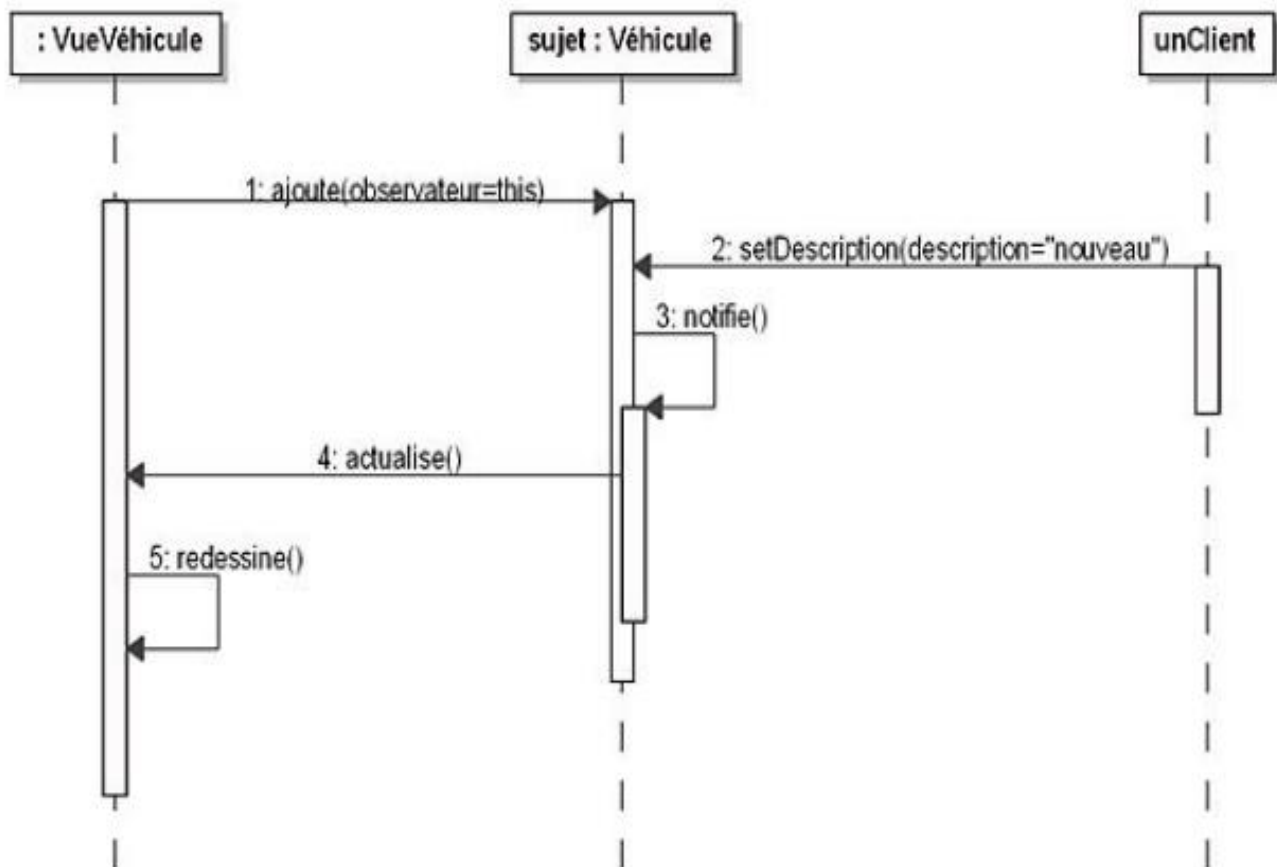 : VueVéhicule
sujet : Véhicule
unClient
1: ajoute(observateur=this)
2: setDescription(description="nouveau")
3: notifie()
4: actualise()
5: redessine()